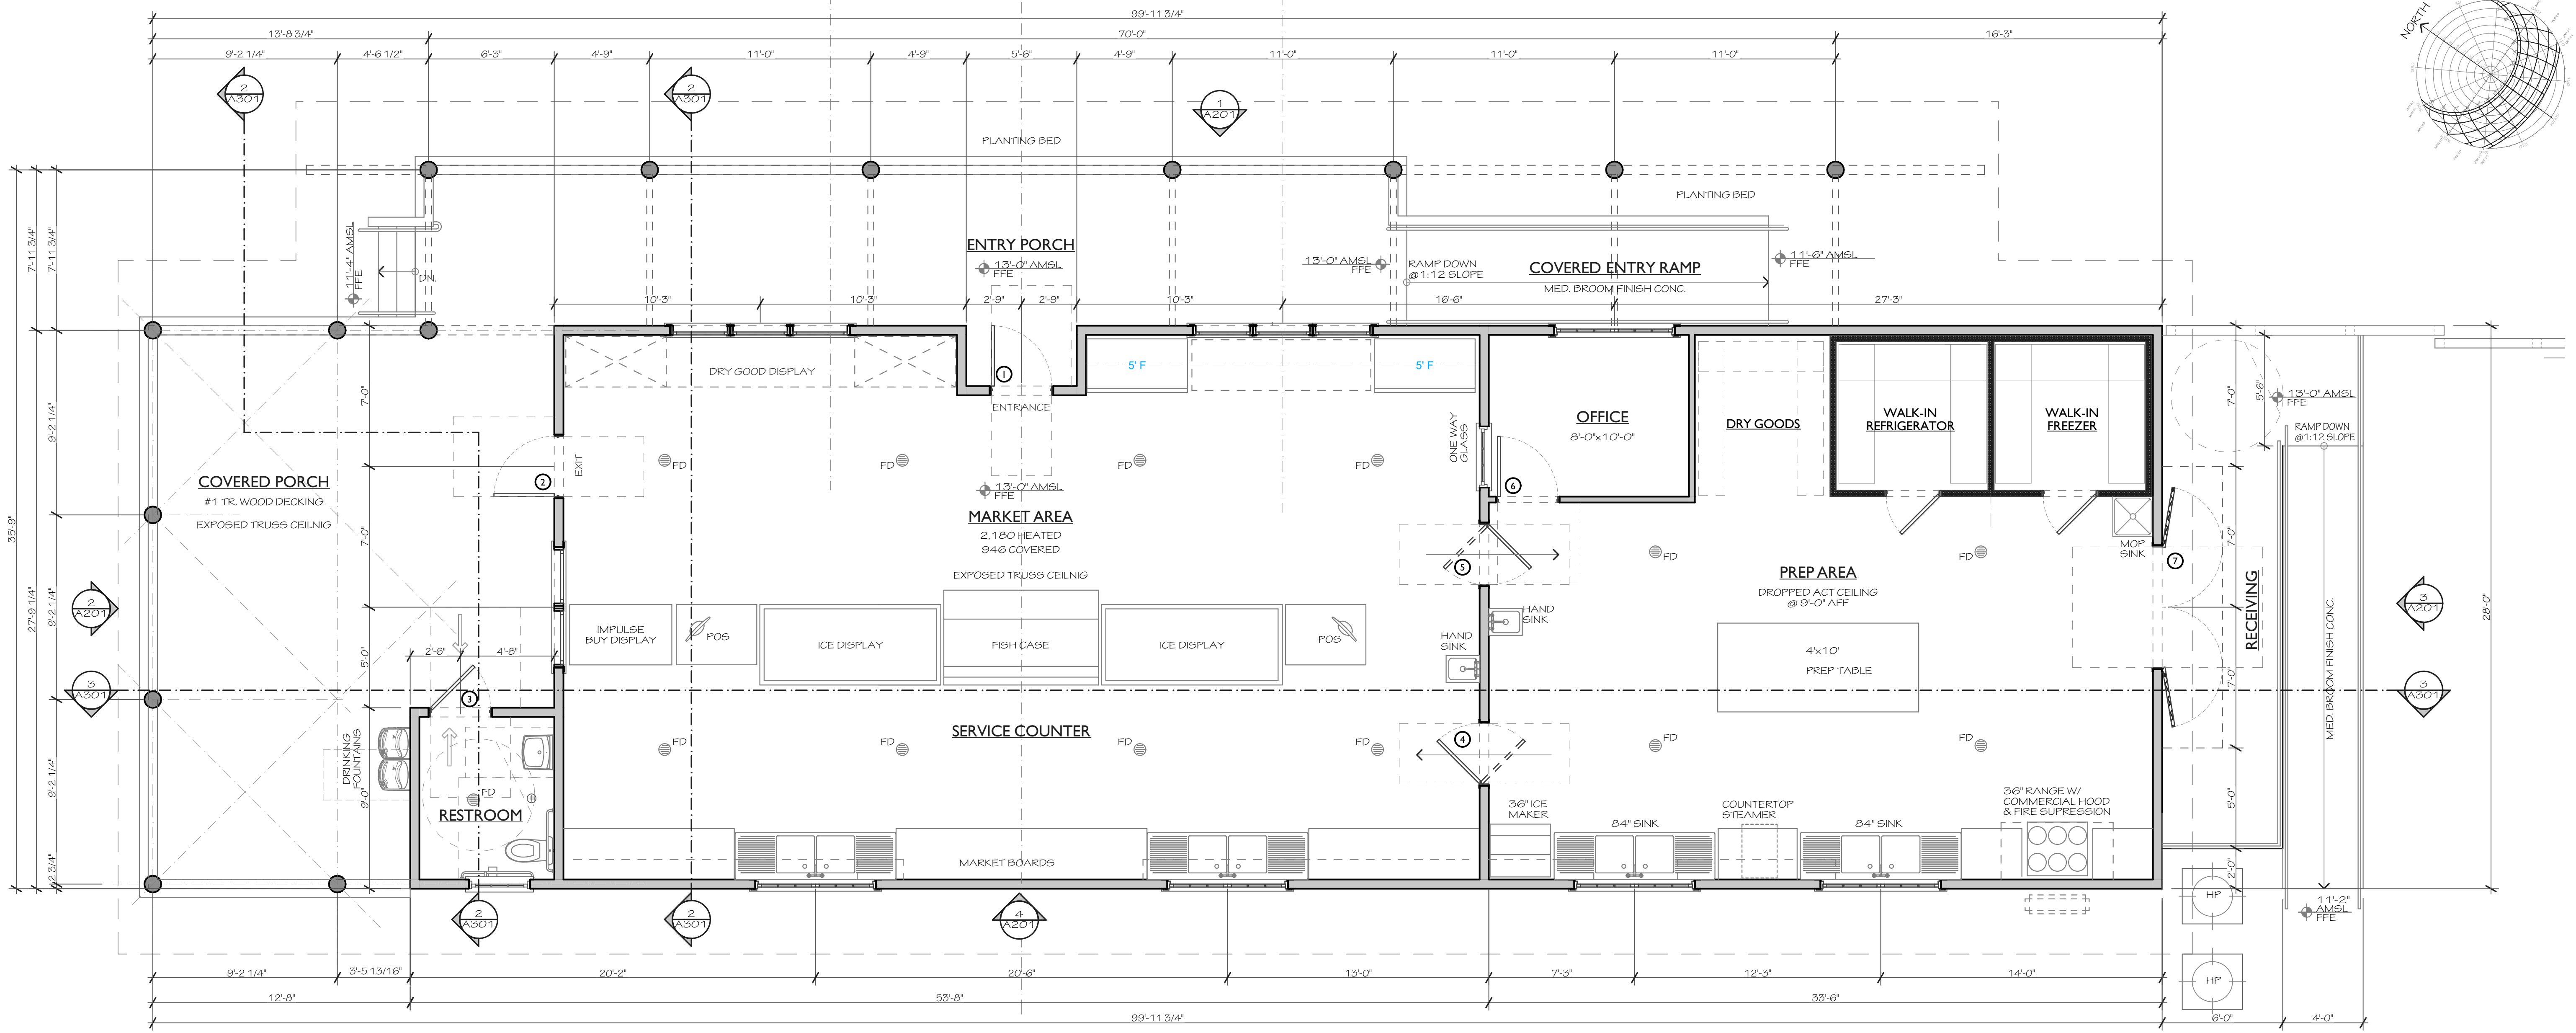 99'-11 3/4"
13'-8 3/4"
70'-0"
16'-3"
9'-2 1/4"
4'-6 1/2"
6'-3"
4'-9"
11'-0"
4'-9"
5'-6"
4'-9"
11'-0"
11'-0"
11'-0"
NORTH
2
A301
2
A301
1
A201
PLANTING BED
PLANTING BED
35'-9"
7'-11 3/4"
27'-9 1/4"
7'-11 3/4"
9'-2 1/4"
9'-2 1/4"
9'-2 1/4"
2 3/4"
11'-4" AMSL
FFE
DN.
ENTRY PORCH
13'-0" AMSL
FFE
13'-0" AMSL
FFE
RAMP DOWN
@1:12 SLOPE
COVERED ENTRY RAMP
MED. BROOM FINISH CONC.
11'-6" AMSL
FFE
10'-3"
10'-3"
2'-9"
2'-9"
10'-3"
16'-6"
27'-3"
DRY GOOD DISPLAY
1
ENTRANCE
5' F
5' F
ONE WAY
GLASS
OFFICE
8'-0"x10'-0"
6
DRY GOODS
WALK-IN
REFRIGERATOR
WALK-IN
FREEZER
MOP
SINK
7'-0"
5'-6"
13'-0" AMSL
FFE
RAMP DOWN
@1:12 SLOPE
28'-0"
7'-0"
7'-0"
5'-0"
2'-0"
7
RECEIVING
MED. BROOM FINISH CONC.
3
A201
3
A301
COVERED PORCH
#1 TR. WOOD DECKING
EXPOSED TRUSS CEILNIG
7'-0"
7'-0"
5'-0"
9'-0"
2
EXIT
FD
FD
FD
FD
13'-0" AMSL
FFE
MARKET AREA
2,180 HEATED
946 COVERED
EXPOSED TRUSS CEILNIG
5
FD
FD
PREP AREA
DROPPED ACT CEILING
@ 9'-0" AFF
2
A201
3
A301
IMPULSE
BUY DISPLAY
POS
ICE DISPLAY
FISH CASE
ICE DISPLAY
POS
HAND
SINK
HAND
SINK
4'x10'
PREP TABLE
2'-6"
4'-8"
3
DRINKING
FOUNTAINS
FD
RESTROOM
SERVICE COUNTER
FD
FD
FD
FD
4
FD
FD
MARKET BOARDS
36" ICE
MAKER
84" SINK
COUNTERTOP
STEAMER
84" SINK
36" RANGE W/
COMMERCIAL HOOD
& FIRE SUPRESSION
HP
HP
11'-2"
AMSL
FFE
2
A301
2
A301
4
A201
9'-2 1/4"
3'-5 13/16"
20'-2"
20'-6"
13'-0"
7'-3"
12'-3"
14'-0"
12'-8"
53'-8"
33'-6"
99'-11 3/4"
6'-0"
4'-0"